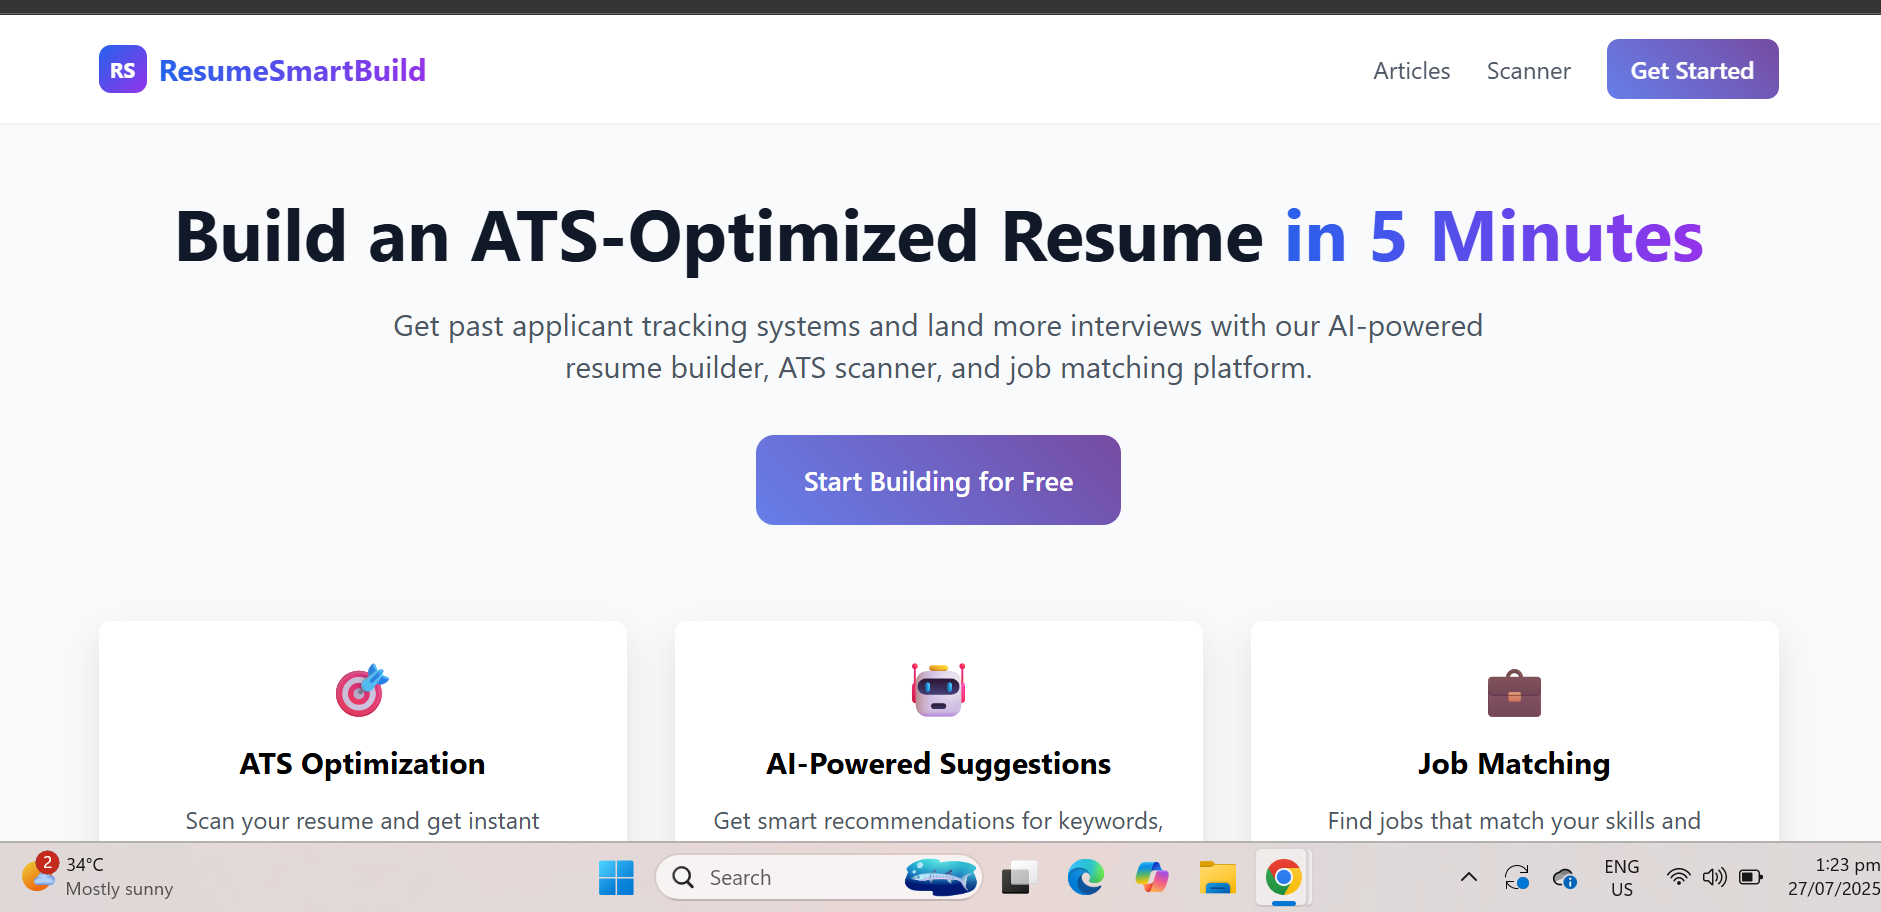 RS ResumeSmartBuild
Articles
Scanner
Get Started
Build an ATS-Optimized Resume in 5 Minutes
Get past applicant tracking systems and land more interviews with our AI-powered
resume builder, ATS scanner, and job matching platform.
Start Building for Free
ATS Optimization
Scan your resume and get instant
AI-Powered Suggestions
Get smart recommendations for keywords,
Job Matching
Find jobs that match your skills and
2
34°C
Mostly sunny
Search
ENG
US
1:23 pm
27/07/2025